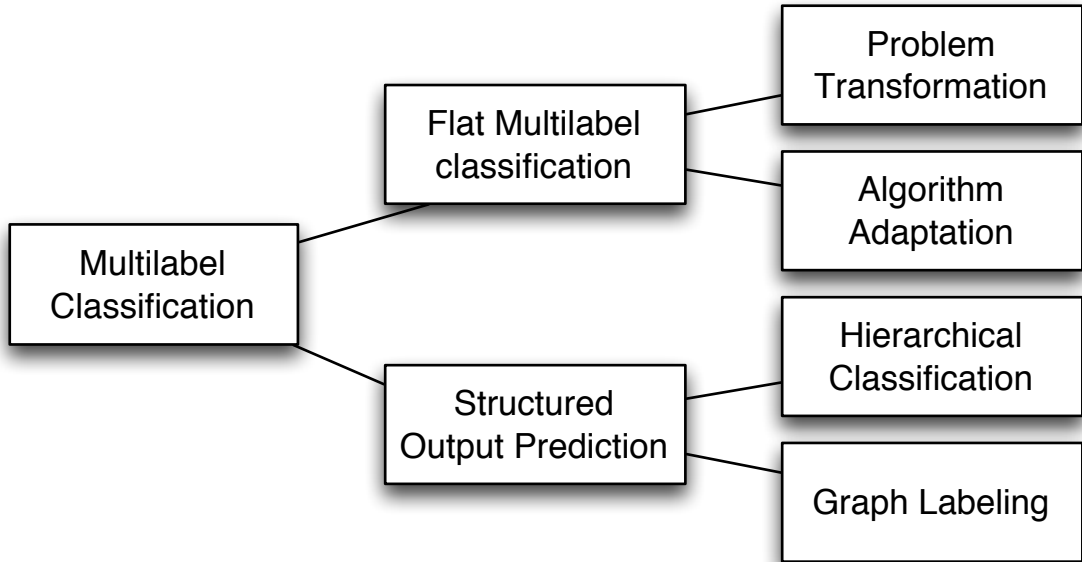 Multilabel
Classification
Flat Multilabel
classification
Structured
Output Prediction
Problem
Transformation
Algorithm
Adaptation
Hierarchical
Classification
Graph Labeling